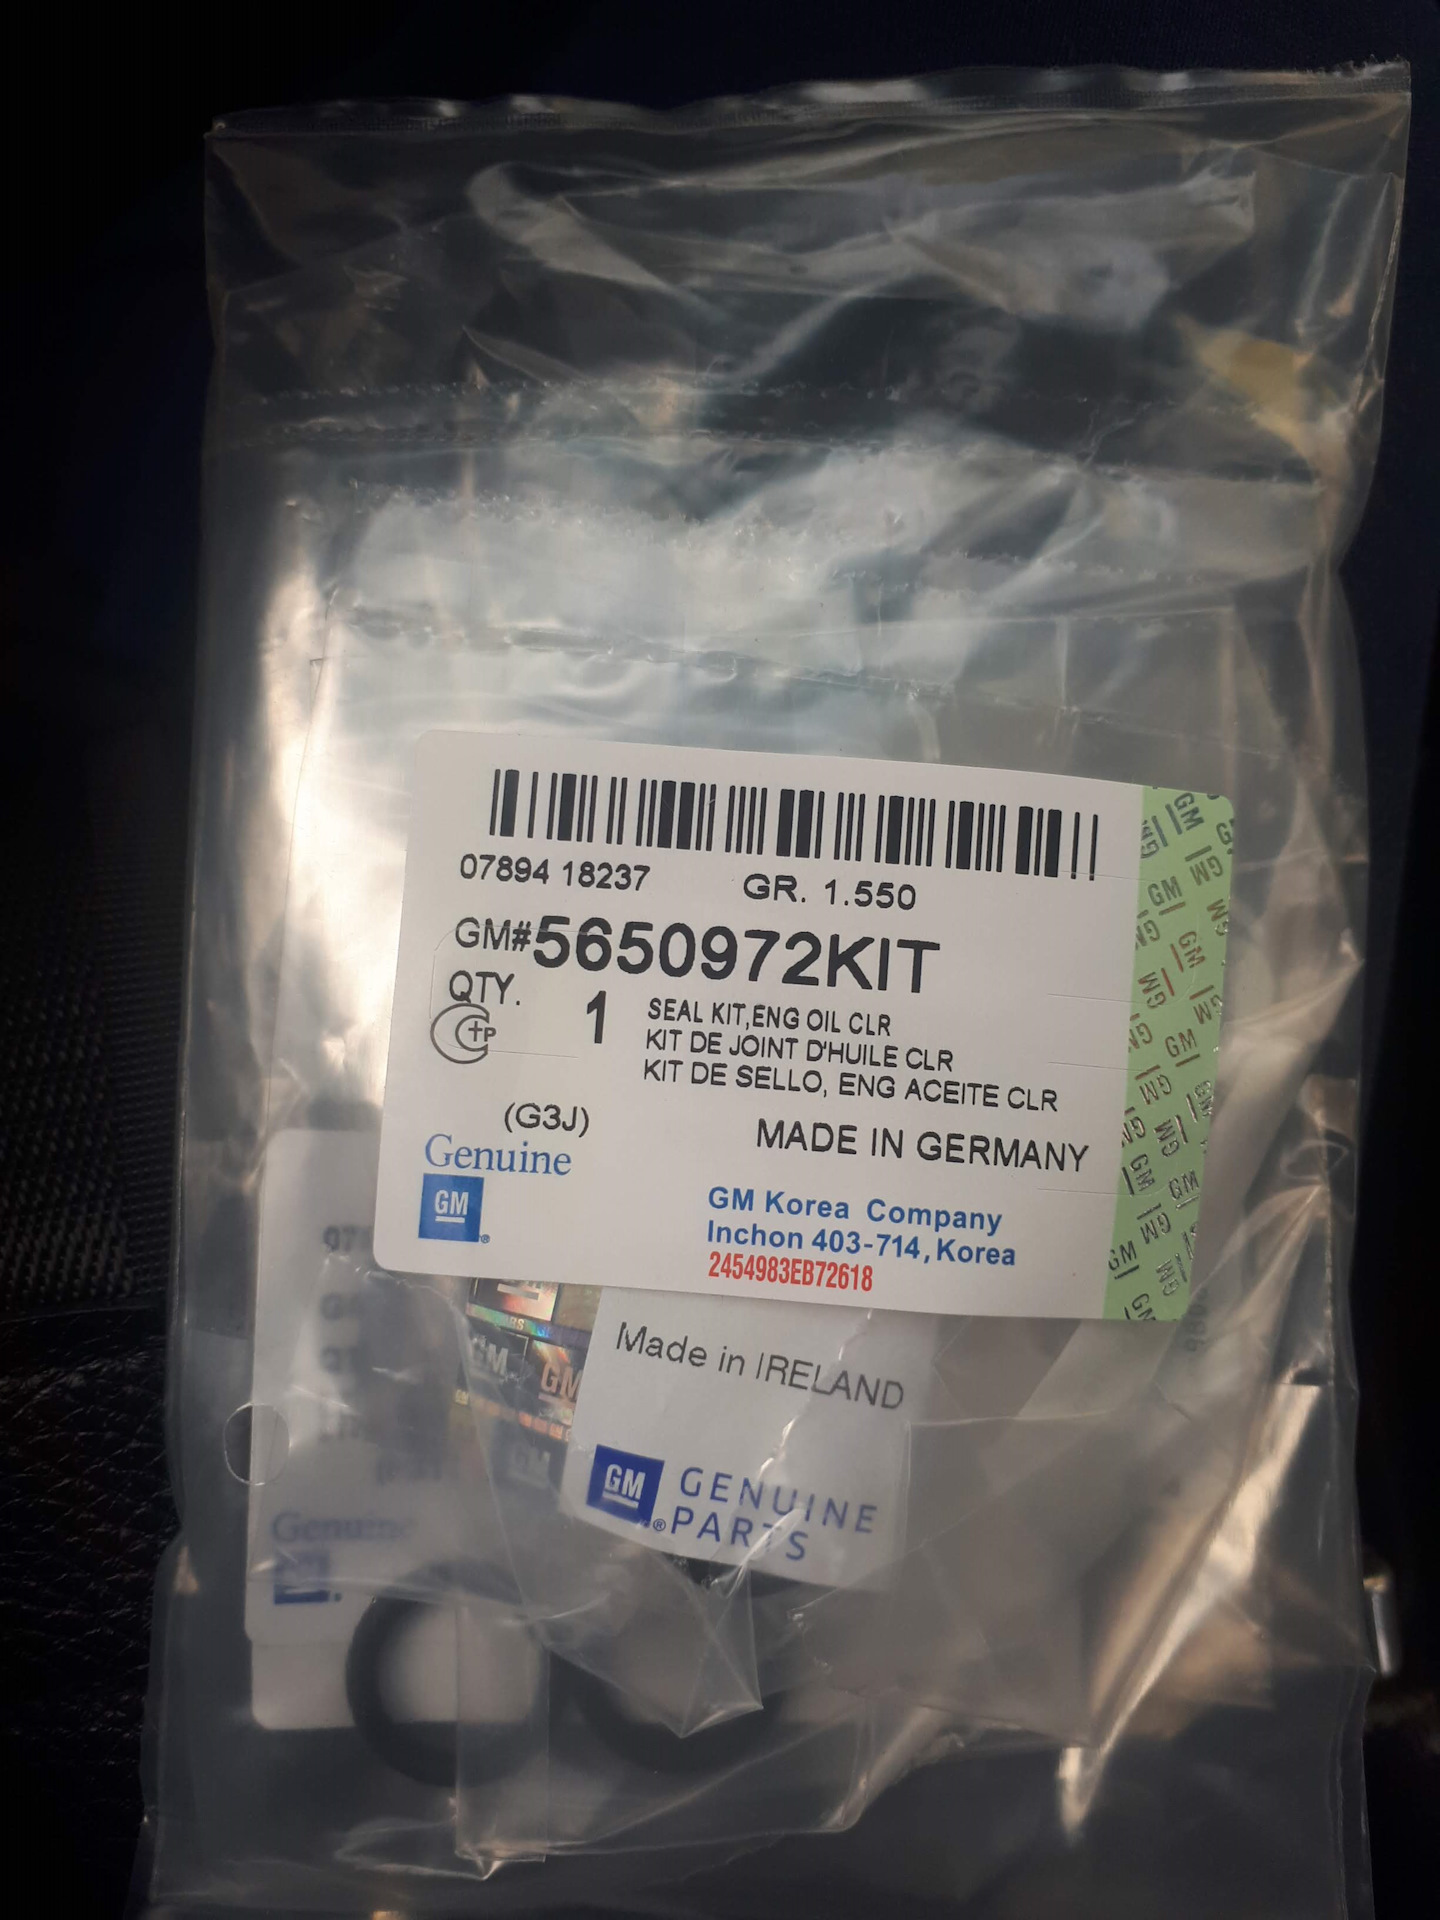 07894 18237 GR. 1.550
GM#5650972KIT
QTY. 1
SEAL KIT,ENG OIL CLR
KIT DE JOINT D'HUILE CLR
KIT DE SELLO, ENG ACEITE CLR
(G3J)
MADE IN GERMANY
Genuine
GM
GM Korea Company
Inchon 403-714, Korea
2454983EB72618
Made in IRELAND
GM GENUINE
PARTS
Genuine